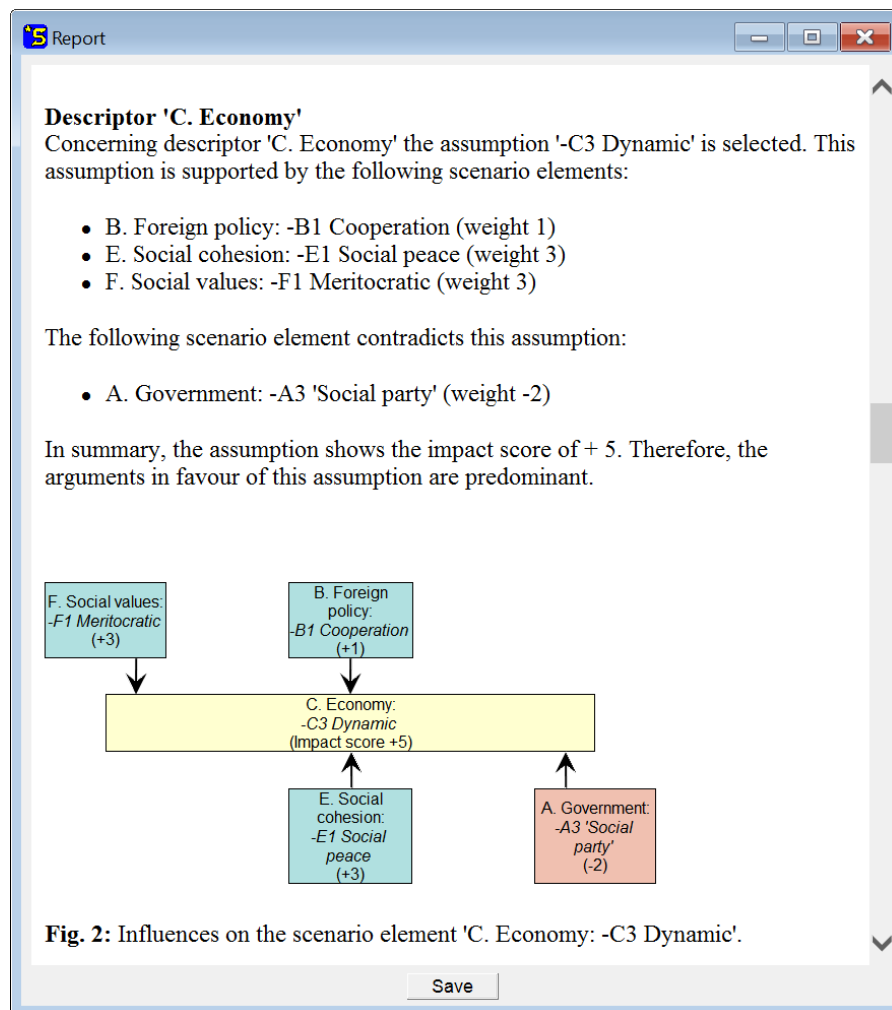 Report
Descriptor 'C. Economy'
Concerning descriptor 'C. Economy' the assumption '-C3 Dynamic' is selected. This
assumption is supported by the following scenario elements:
• B. Foreign policy: -B1 Cooperation (weight 1)
• E. Social cohesion: -E1 Social peace (weight 3)
• F. Social values: -F1 Meritocratic (weight 3)
The following scenario element contradicts this assumption:
• A. Government: -A3 'Social party' (weight -2)
In summary, the assumption shows the impact score of + 5. Therefore, the
arguments in favour of this assumption are predominant.
F. Social values:
-F1 Meritocratic
(+3)
B. Foreign
policy:
-B1 Cooperation
(+1)
C. Economy:
-C3 Dynamic
(Impact score +5)
E. Social
cohesion:
-E1 Social
peace
(+3)
A. Government:
-A3 'Social
party'
(-2)
Fig. 2: Influences on the scenario element 'C. Economy: -C3 Dynamic'.
Save